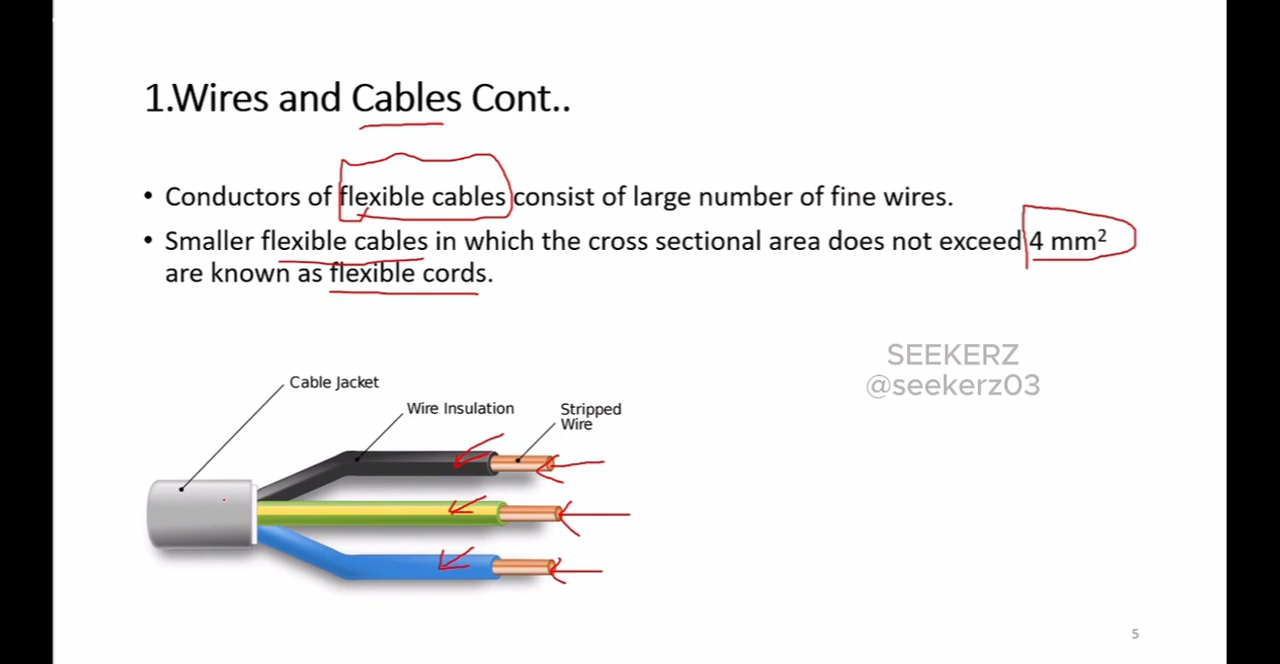 1.Wires and Cables Cont..
• Conductors of flexible cables consist of large number of fine wires.
• Smaller flexible cables in which the cross sectional area does not exceed 4 mm²
are known as flexible cords.
SEEKERZ
@seekerz03
Cable Jacket
Wire Insulation
Stripped
Wire
5